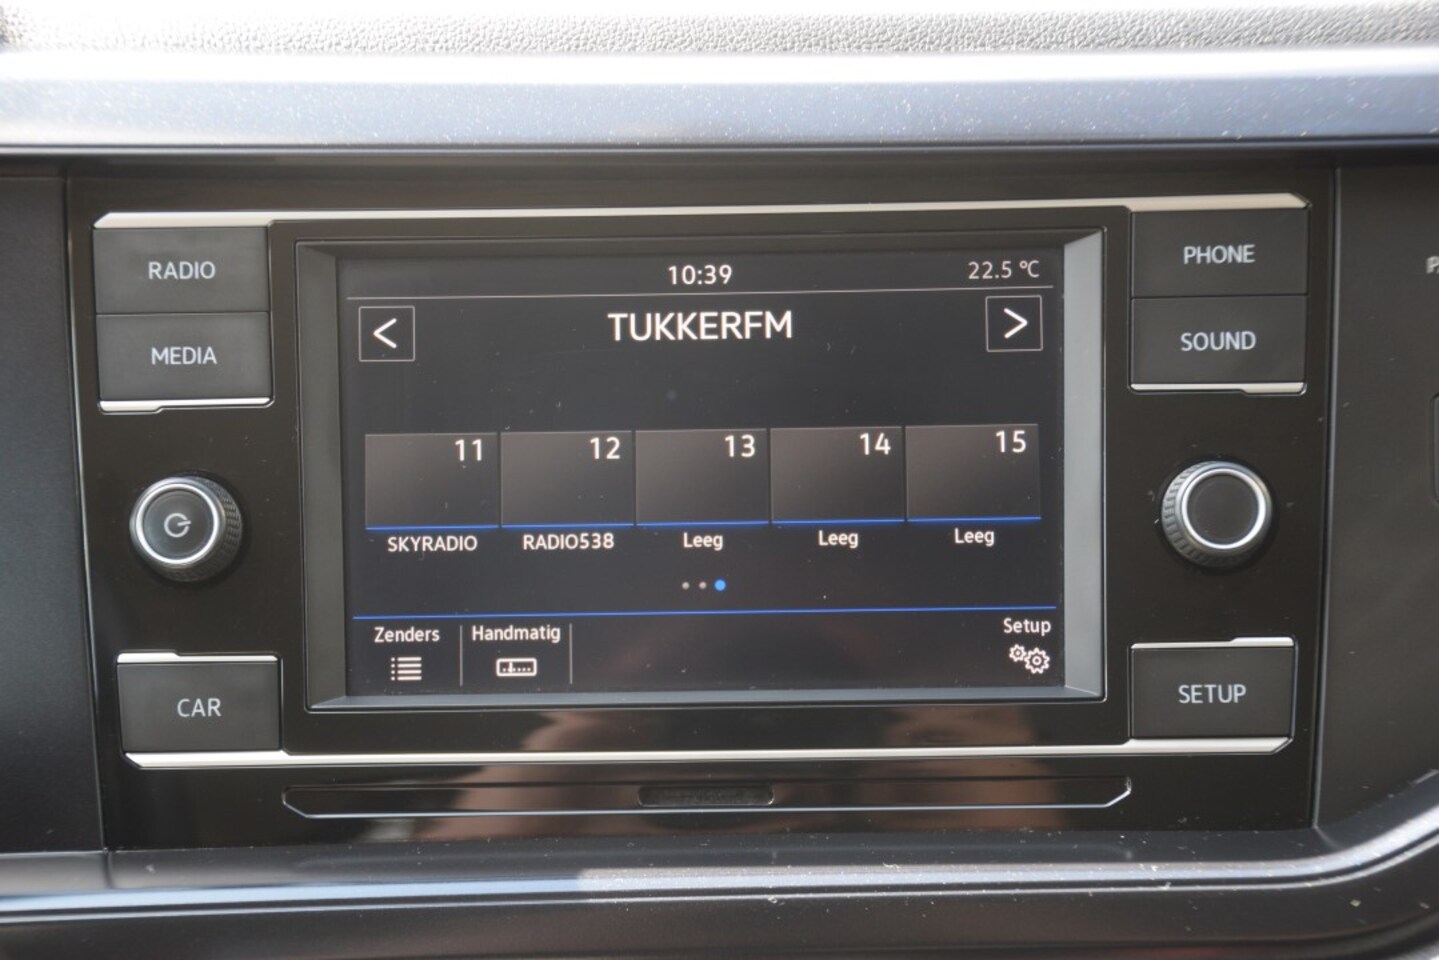 RADIO
MEDIA
CAR
10:39
22.5 °C
<
TUKKERFM
>
11
12
13
14
15
SKYRADIO
RADIO538
Leeg
Leeg
Leeg
Zenders
Handmatig
Setup
PHONE
SOUND
SETUP